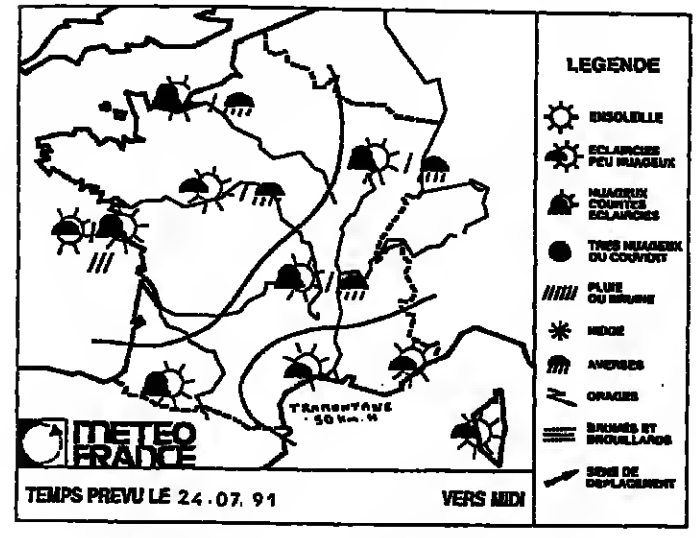 LEGENDE
ENSOLEILLE
ECLAIRCIES
PEU NUAGEUX
NUAGEUX
COURTES
ECLAIRCIES
TRES NUAGEUX
OU COUVERT
PLUIE
OU BRUINE
NEIGE
AVERSES
ORAGES
BRUMES ET
BROUILLARDS
SENS DE
DEPLACEMENT
TRAMONTANE
50 Km.H
METEO
FRANCE
TEMPS PREVU LE 24.07.91
VERS MIDI